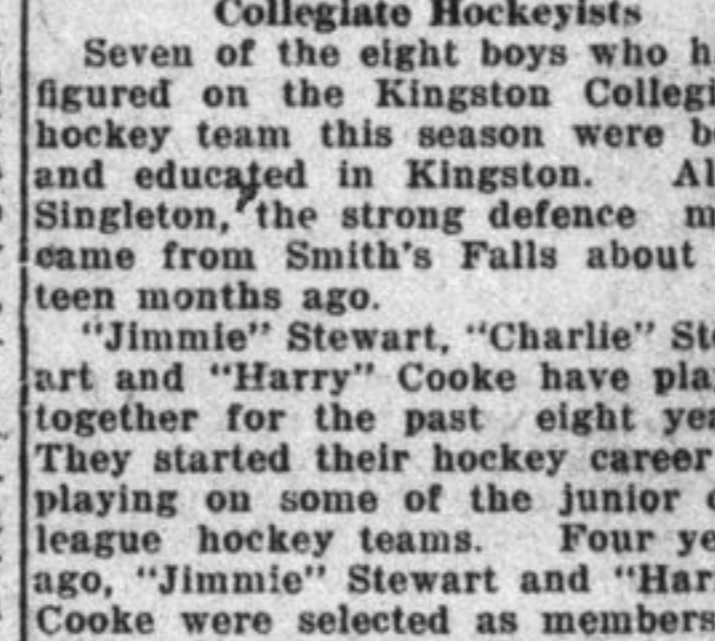 Collegiate Hockeyists
Seven of the eight boys who h
figured on the Kingston Collegi
hockey team this season were b
and educated in Kingston. Al
Singleton, the strong defence m
came from Smith's Falls about
teen months ago.
"Jimmie" Stewart, "Charlie" Ste
art and "Harry" Cooke have pla
together for the past eight yea
They started their hockey career
playing on some of the junior c
league hockey teams. Four ye
ago, "Jimmie" Stewart and "Harr
Cooke were selected as members